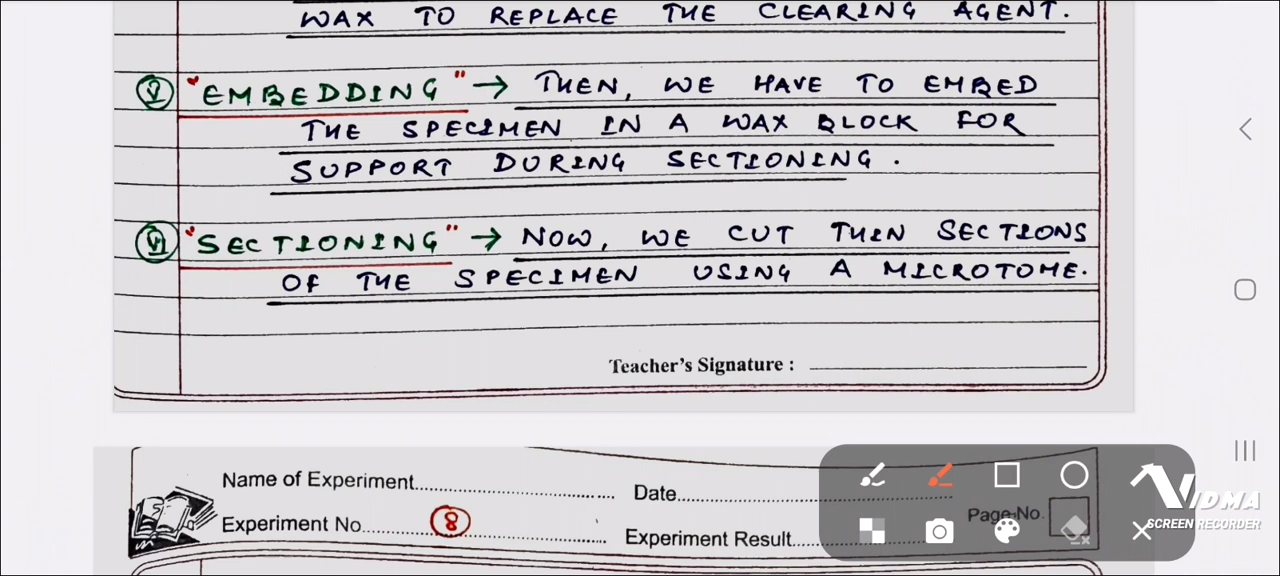 WAX TO REPLACE THE CLEARING AGENT.
V "EMBEDDING" → THEN, WE HAVE TO EMBED
THE SPECIMEN IN A WAX BLOCK FOR
SUPPORT DURING SECTIONING.
VI "SECTIONING" → NOW, WE CUT THIN SECTIONS
OF THE SPECIMEN USING A MICROTOME.
Teacher's Signature :
Name of Experiment
Date
Experiment No. 8
Page No.
Experiment Result
VIDMA
SCREEN RECORDER